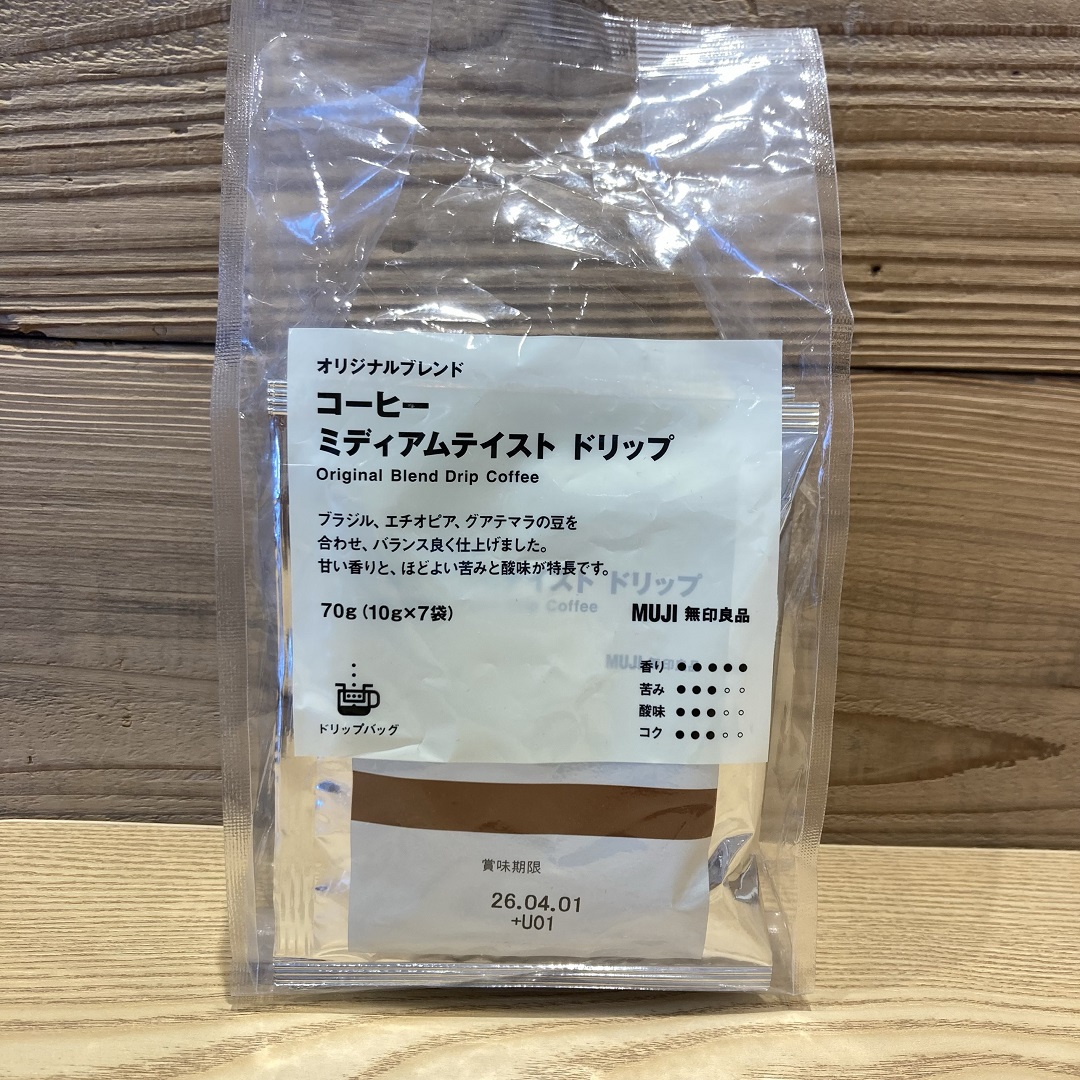 オリジナルブレンド
コーヒー
ミディアムテイスト ドリップ
Original Blend Drip Coffee
ブラジル、エチオピア、グアテマラの豆を
合わせ、バランス良く仕上げました。
甘い香りと、ほどよい苦みと酸味が特長です。
イスト ドリップ
Coffee
70g(10g×7袋)
MUJI 無印良品
MUJI
香り ●●●●●
苦み ●●●○○
酸味 ●●●○○
コク ●●●○○
ドリップバッグ
賞味期限
26.04.01
+U01